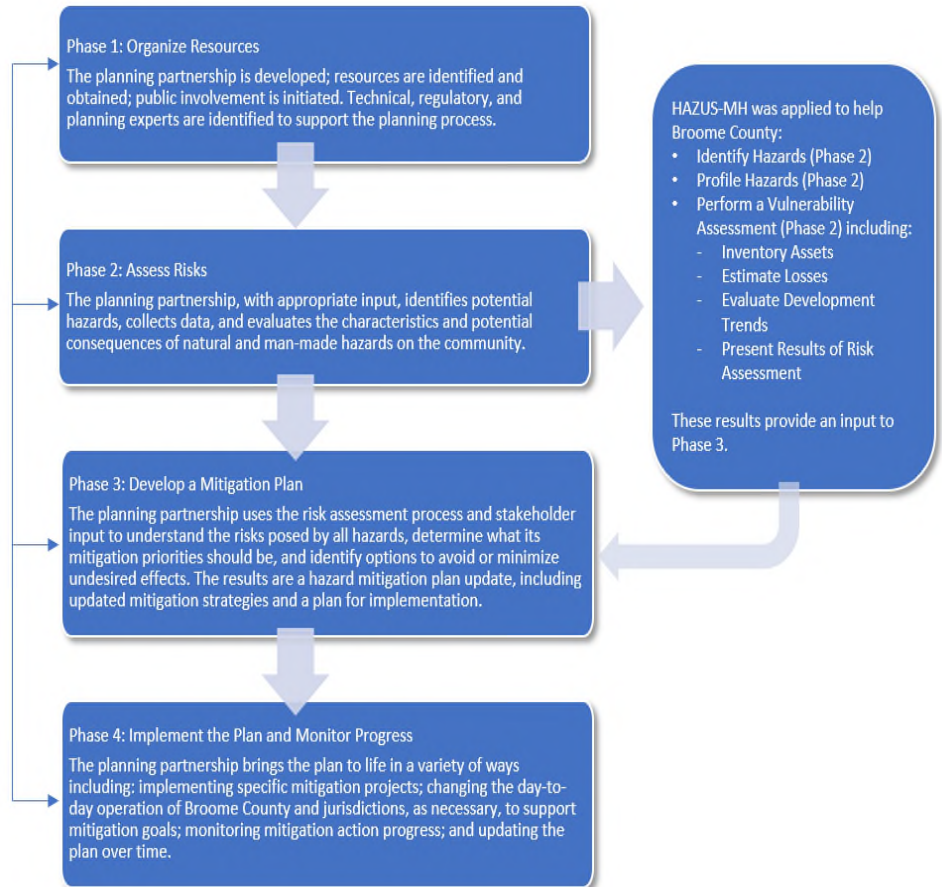 Phase 1: Organize Resources
The planning partnership is developed; resources are identified and
obtained; public involvement is initiated. Technical, regulatory, and
planning experts are identified to support the planning process.
Phase 2: Assess Risks
The planning partnership, with appropriate input, identifies potential
hazards, collects data, and evaluates the characteristics and potential
consequences of natural and man-made hazards on the community.
HAZUS-MH was applied to help
Broome County:
• Identify Hazards (Phase 2)
• Profile Hazards (Phase 2)
• Perform a Vulnerability
Assessment (Phase 2) including:
- Inventory Assets
- Estimate Losses
- Evaluate Development
Trends
- Present Results of Risk
Assessment
These results provide an input to
Phase 3.
Phase 3: Develop a Mitigation Plan
The planning partnership uses the risk assessment process and stakeholder
input to understand the risks posed by all hazards, determine what its
mitigation priorities should be, and identify options to avoid or minimize
undesired effects. The results are a hazard mitigation plan update, including
updated mitigation strategies and a plan for implementation.
Phase 4: Implement the Plan and Monitor Progress
The planning partnership brings the plan to life in a variety of ways
including: implementing specific mitigation projects; changing the day-to-
day operation of Broome County and jurisdictions, as necessary, to support
mitigation goals; monitoring mitigation action progress; and updating the
plan over time.